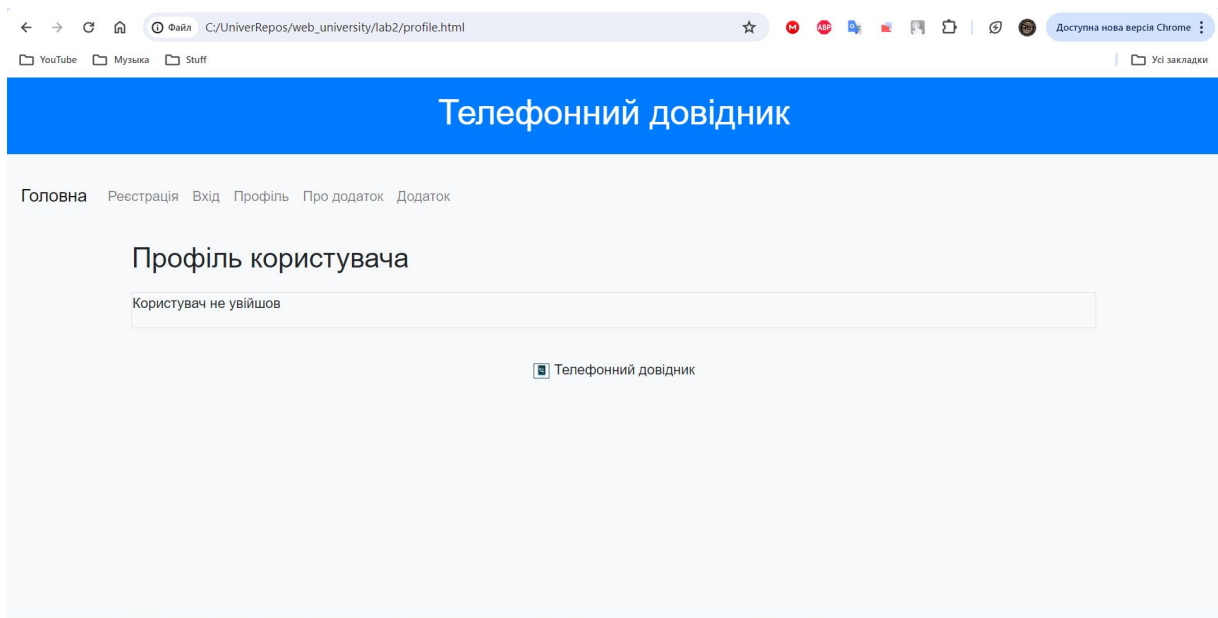 Файл C:/UniverRepos/web_university/lab2/profile.html Доступна нова версія Chrome
YouTube Музыка Stuff Усі закладки
Телефонний довідник
Головна Реєстрація Вхід Профіль Про додаток Додаток
Профіль користувача
Користувач не увійшов
Телефонний довідник